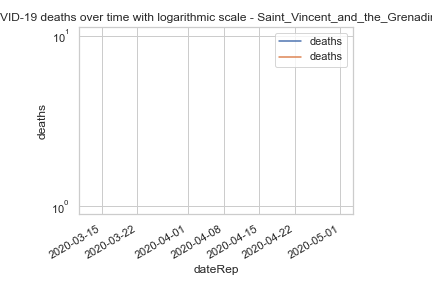 VID-19 deaths over time with logarithmic scale - Saint_Vincent_and_the_Grenadin
deaths
deaths
10^1
deaths
10^0
2020-03-15
2020-03-22
2020-04-01
2020-04-08
2020-04-15
2020-04-22
2020-05-01
dateRep